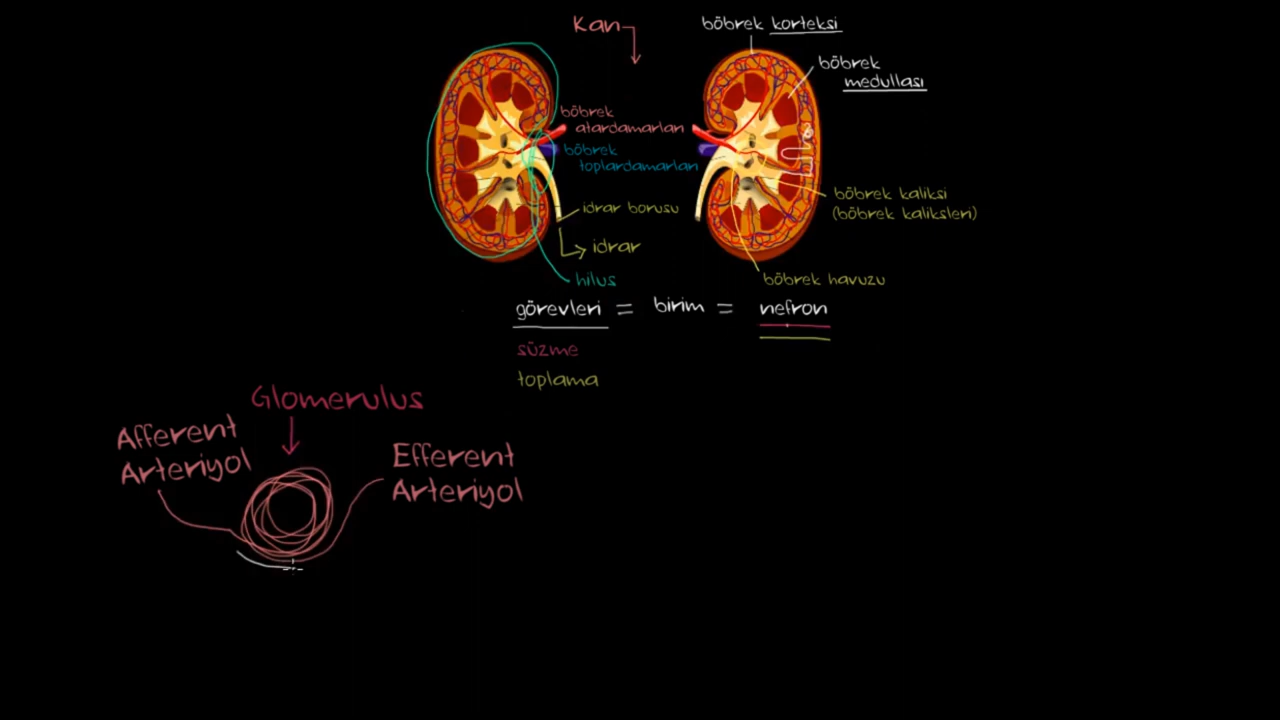 Kan
böbrek korteksi
böbrek
medullası
böbrek
atardamarları
böbrek
toplardamarları
böbrek kaliksi
(böbrek kaliksleri)
idrar borusu
idrar
hilus
böbrek havuzu
görevleri = birim = nefron
süzme
toplama
Glomerulus
Afferent
Arteriyol
Efferent
Arteriyol